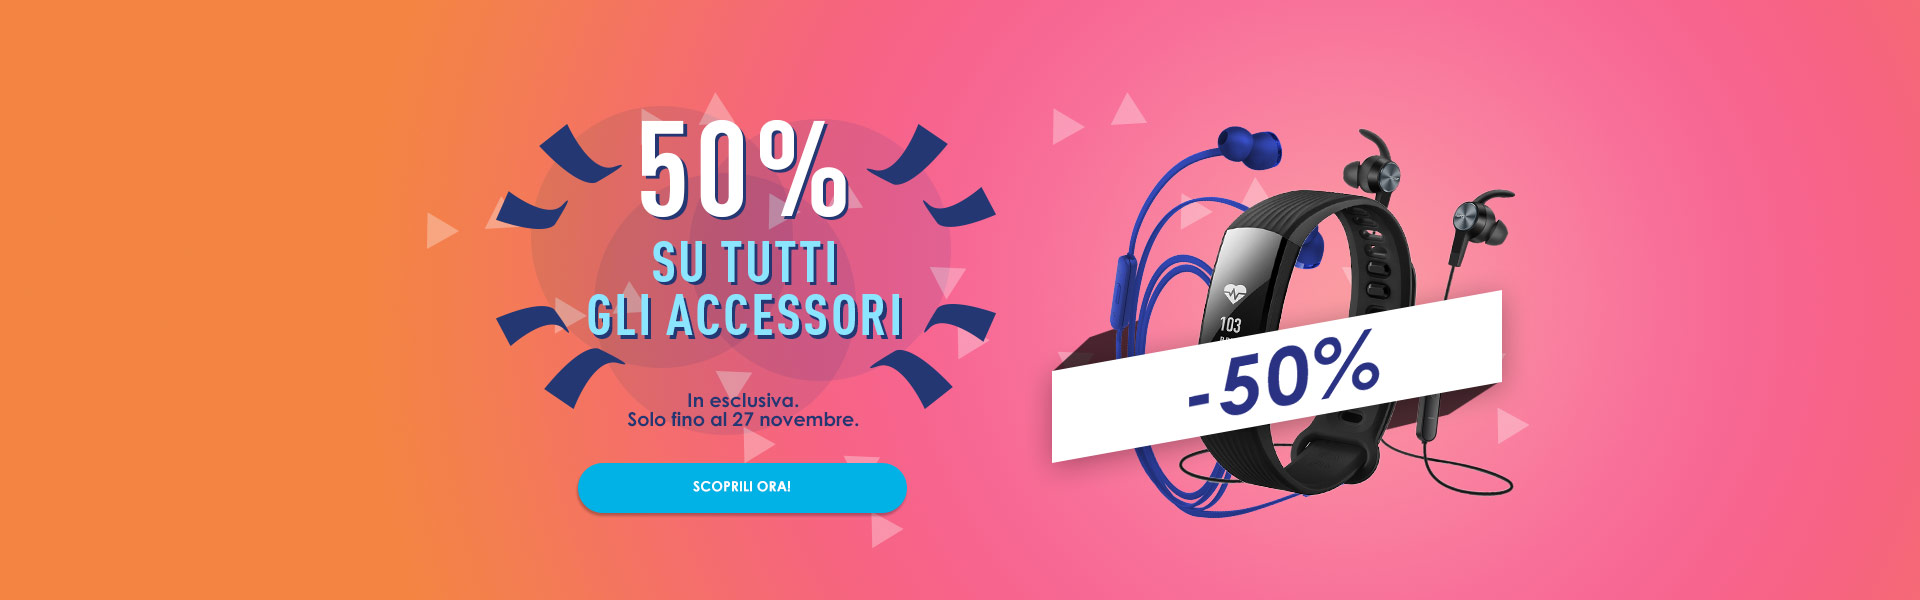 50%
SU TUTTI
GLI ACCESSORI
In esclusiva.
Solo fino al 27 novembre.
SCOPRILI ORA!
103
-50%